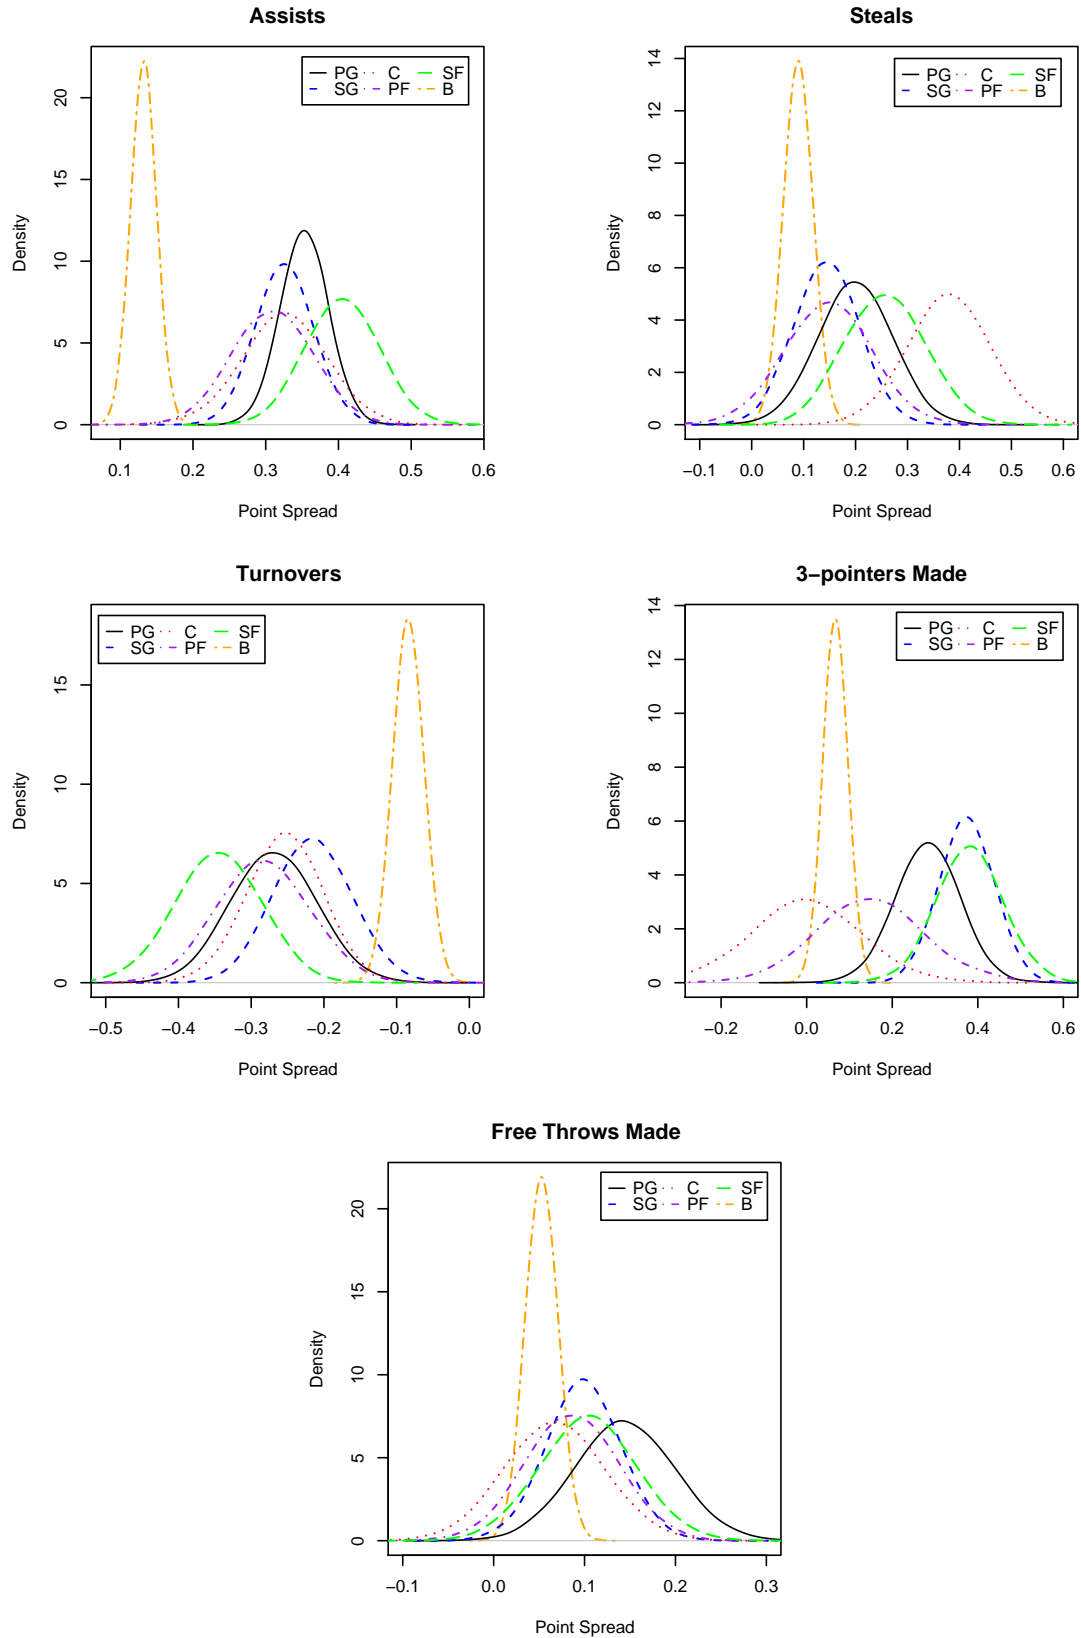 Assists
PG C SF
SG PF B
Density
0 5 10 15 20
0.1 0.2 0.3 0.4 0.5 0.6
Point Spread
Steals
PG C SF
SG PF B
Density
0 2 4 6 8 10 12 14
−0.1 0.0 0.1 0.2 0.3 0.4 0.5 0.6
Point Spread
Turnovers
PG C SF
SG PF B
Density
0 5 10 15
−0.5 −0.4 −0.3 −0.2 −0.1 0.0
Point Spread
3−pointers Made
PG C SF
SG PF B
Density
0 2 4 6 8 10 12 14
−0.2 0.0 0.2 0.4 0.6
Point Spread
Free Throws Made
PG C SF
SG PF B
Density
0 5 10 15 20
−0.1 0.0 0.1 0.2 0.3
Point Spread